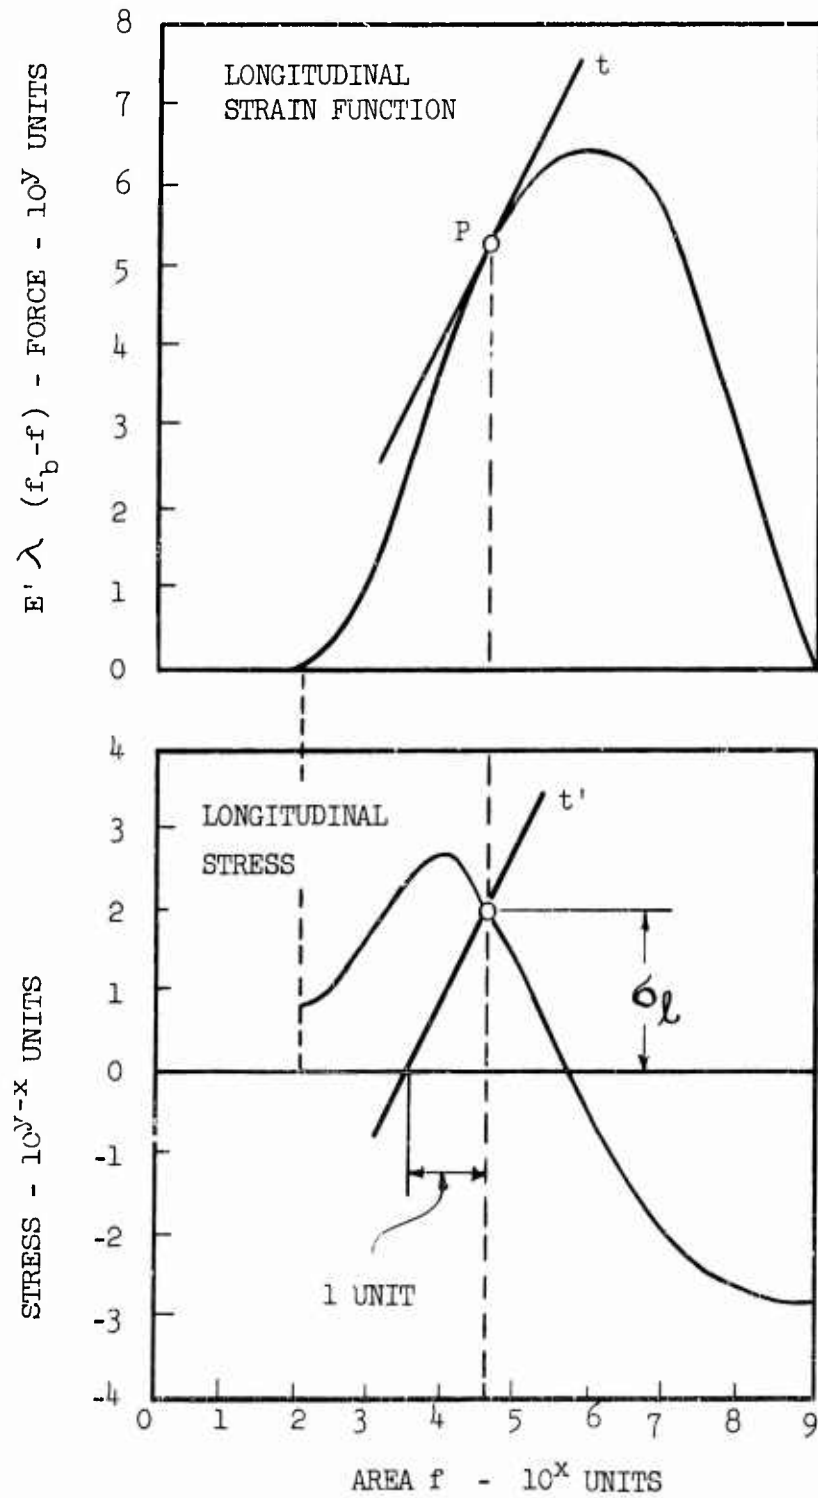 8
7
6
5
4
3
2
1
0
E' λ (f_b-f) - FORCE - 10^y UNITS
LONGITUDINAL
STRAIN FUNCTION
t
P
4
3
2
1
0
-1
-2
-3
-4
STRESS - 10^y-x UNITS
LONGITUDINAL
STRESS
t'
σ_l
1 UNIT
0 1 2 3 4 5 6 7 8 9
AREA f - 10^x UNITS